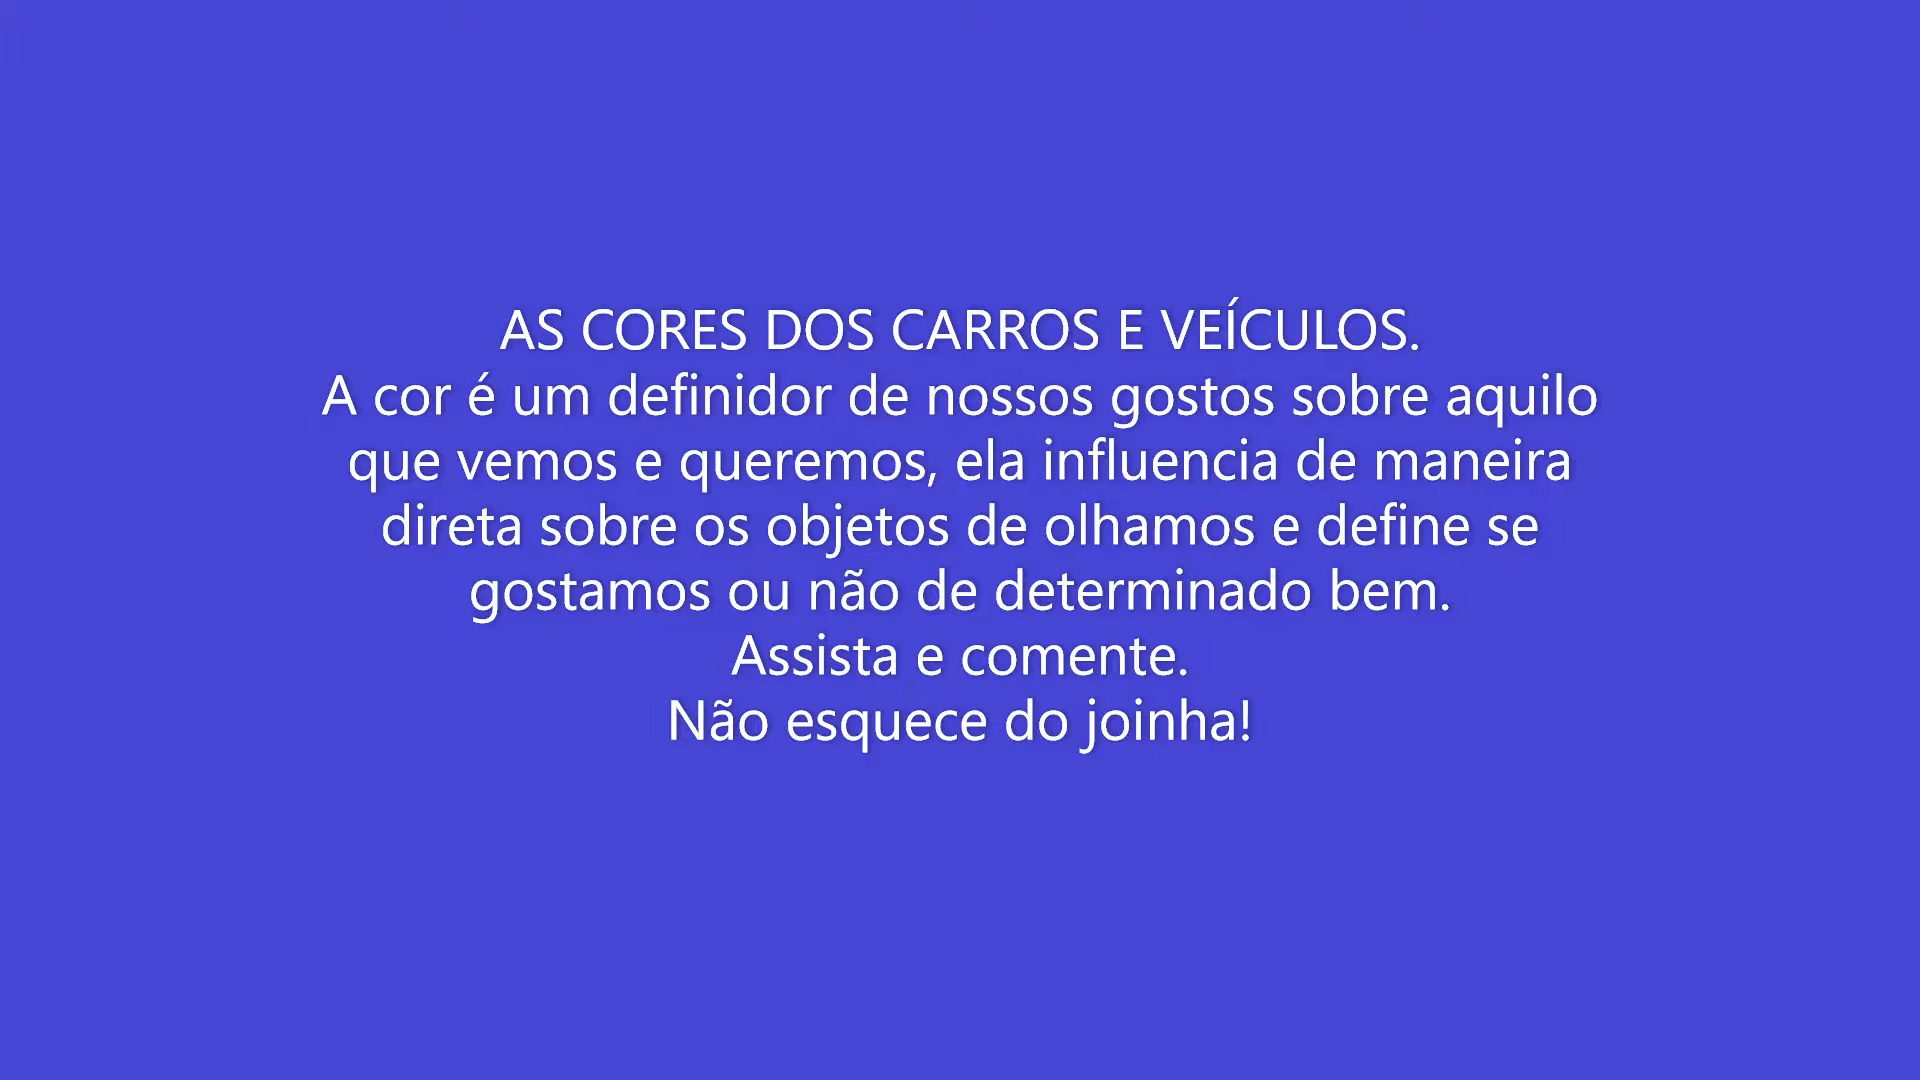 AS CORES DOS CARROS E VEÍCULOS.
A cor é um definidor de nossos gostos sobre aquilo
que vemos e queremos, ela influencia de maneira
direta sobre os objetos de olhamos e define se
gostamos ou não de determinado bem.
Assista e comente.
Não esquece do joinha!